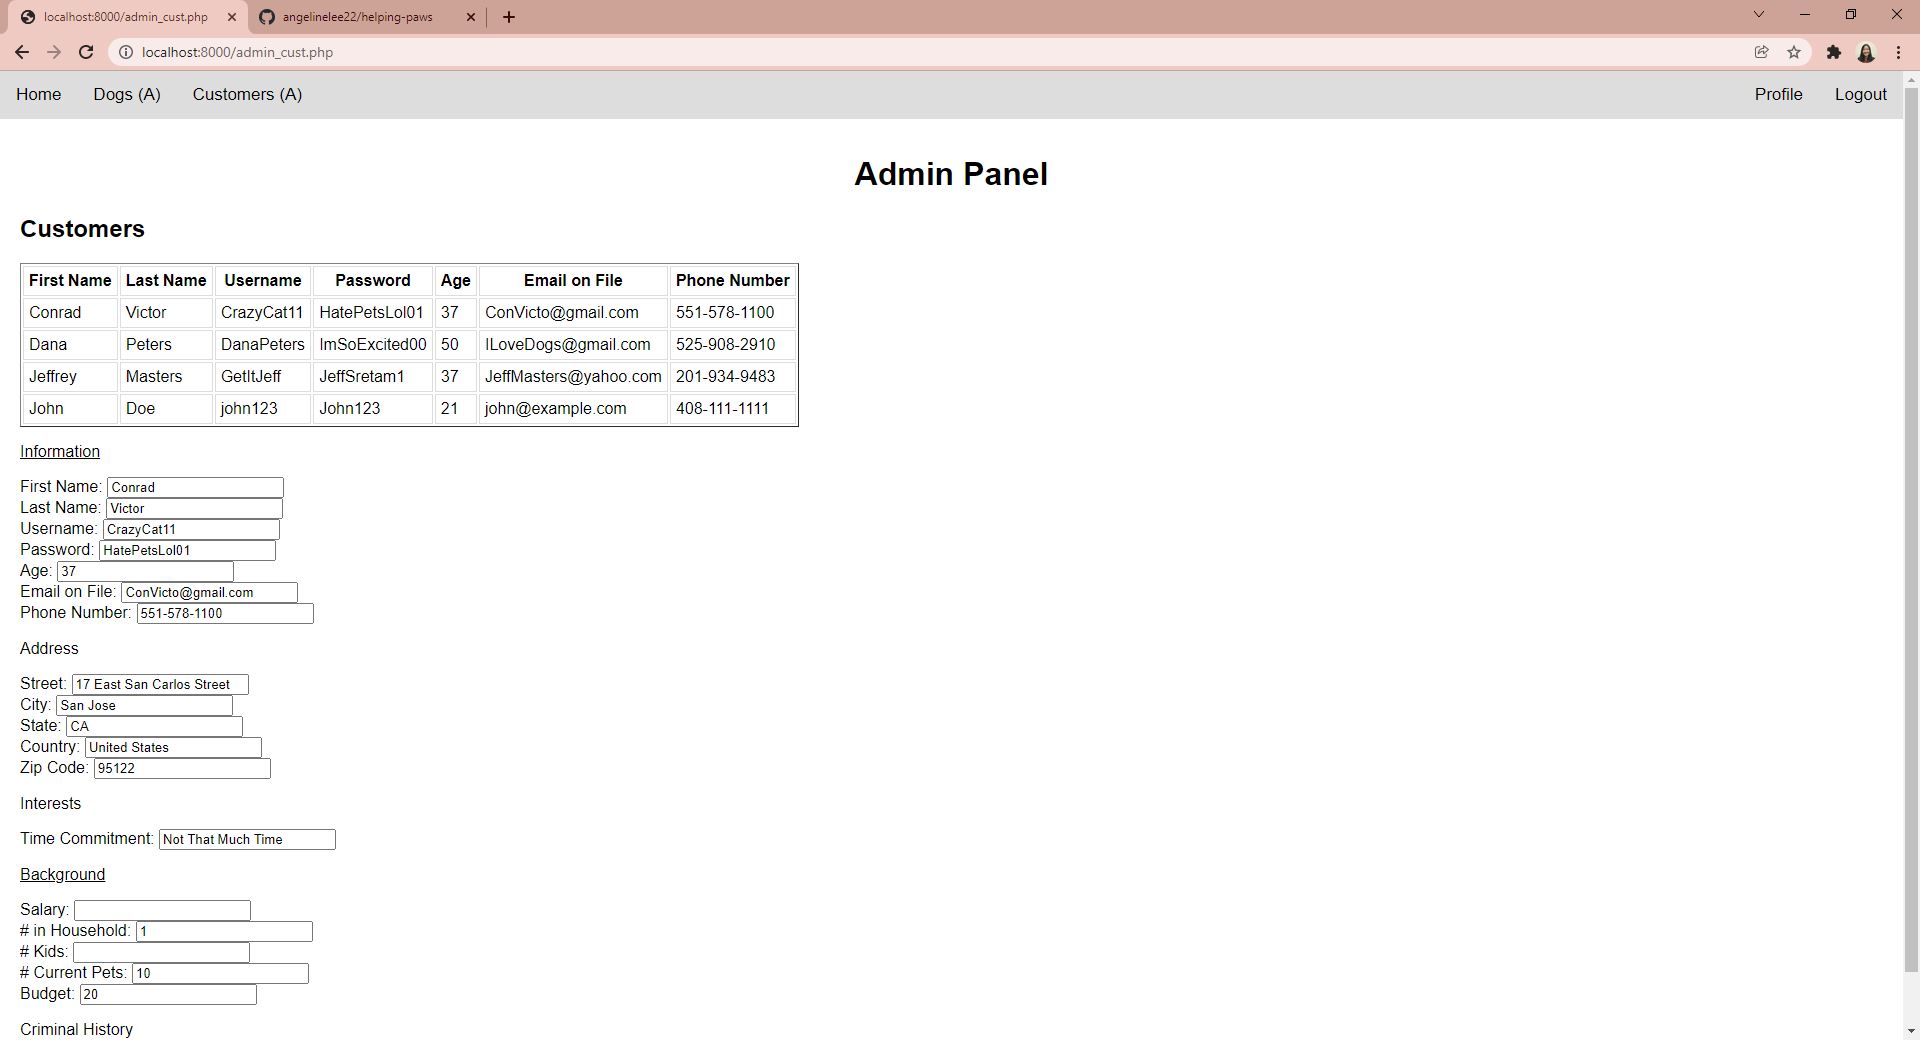 localhost:8000/admin_cust.php
angelinelee22/helping-paws
localhost:8000/admin_cust.php
Home Dogs (A) Customers (A) Profile Logout
Admin Panel
Customers
First Name Last Name Username Password Age Email on File Phone Number
Conrad Victor CrazyCat11 HatePetsLol01 37 ConVicto@gmail.com 551-578-1100
Dana Peters DanaPeters ImSoExcited00 50 ILoveDogs@gmail.com 525-908-2910
Jeffrey Masters GetItJeff JeffSretam1 37 JeffMasters@yahoo.com 201-934-9483
John Doe john123 John123 21 john@example.com 408-111-1111
Information
First Name: Conrad
Last Name: Victor
Username: CrazyCat11
Password: HatePetsLol01
Age: 37
Email on File: ConVicto@gmail.com
Phone Number: 551-578-1100
Address
Street: 17 East San Carlos Street
City: San Jose
State: CA
Country: United States
Zip Code: 95122
Interests
Time Commitment: Not That Much Time
Background
Salary:
# in Household: 1
# Kids:
# Current Pets: 10
Budget: 20
Criminal History